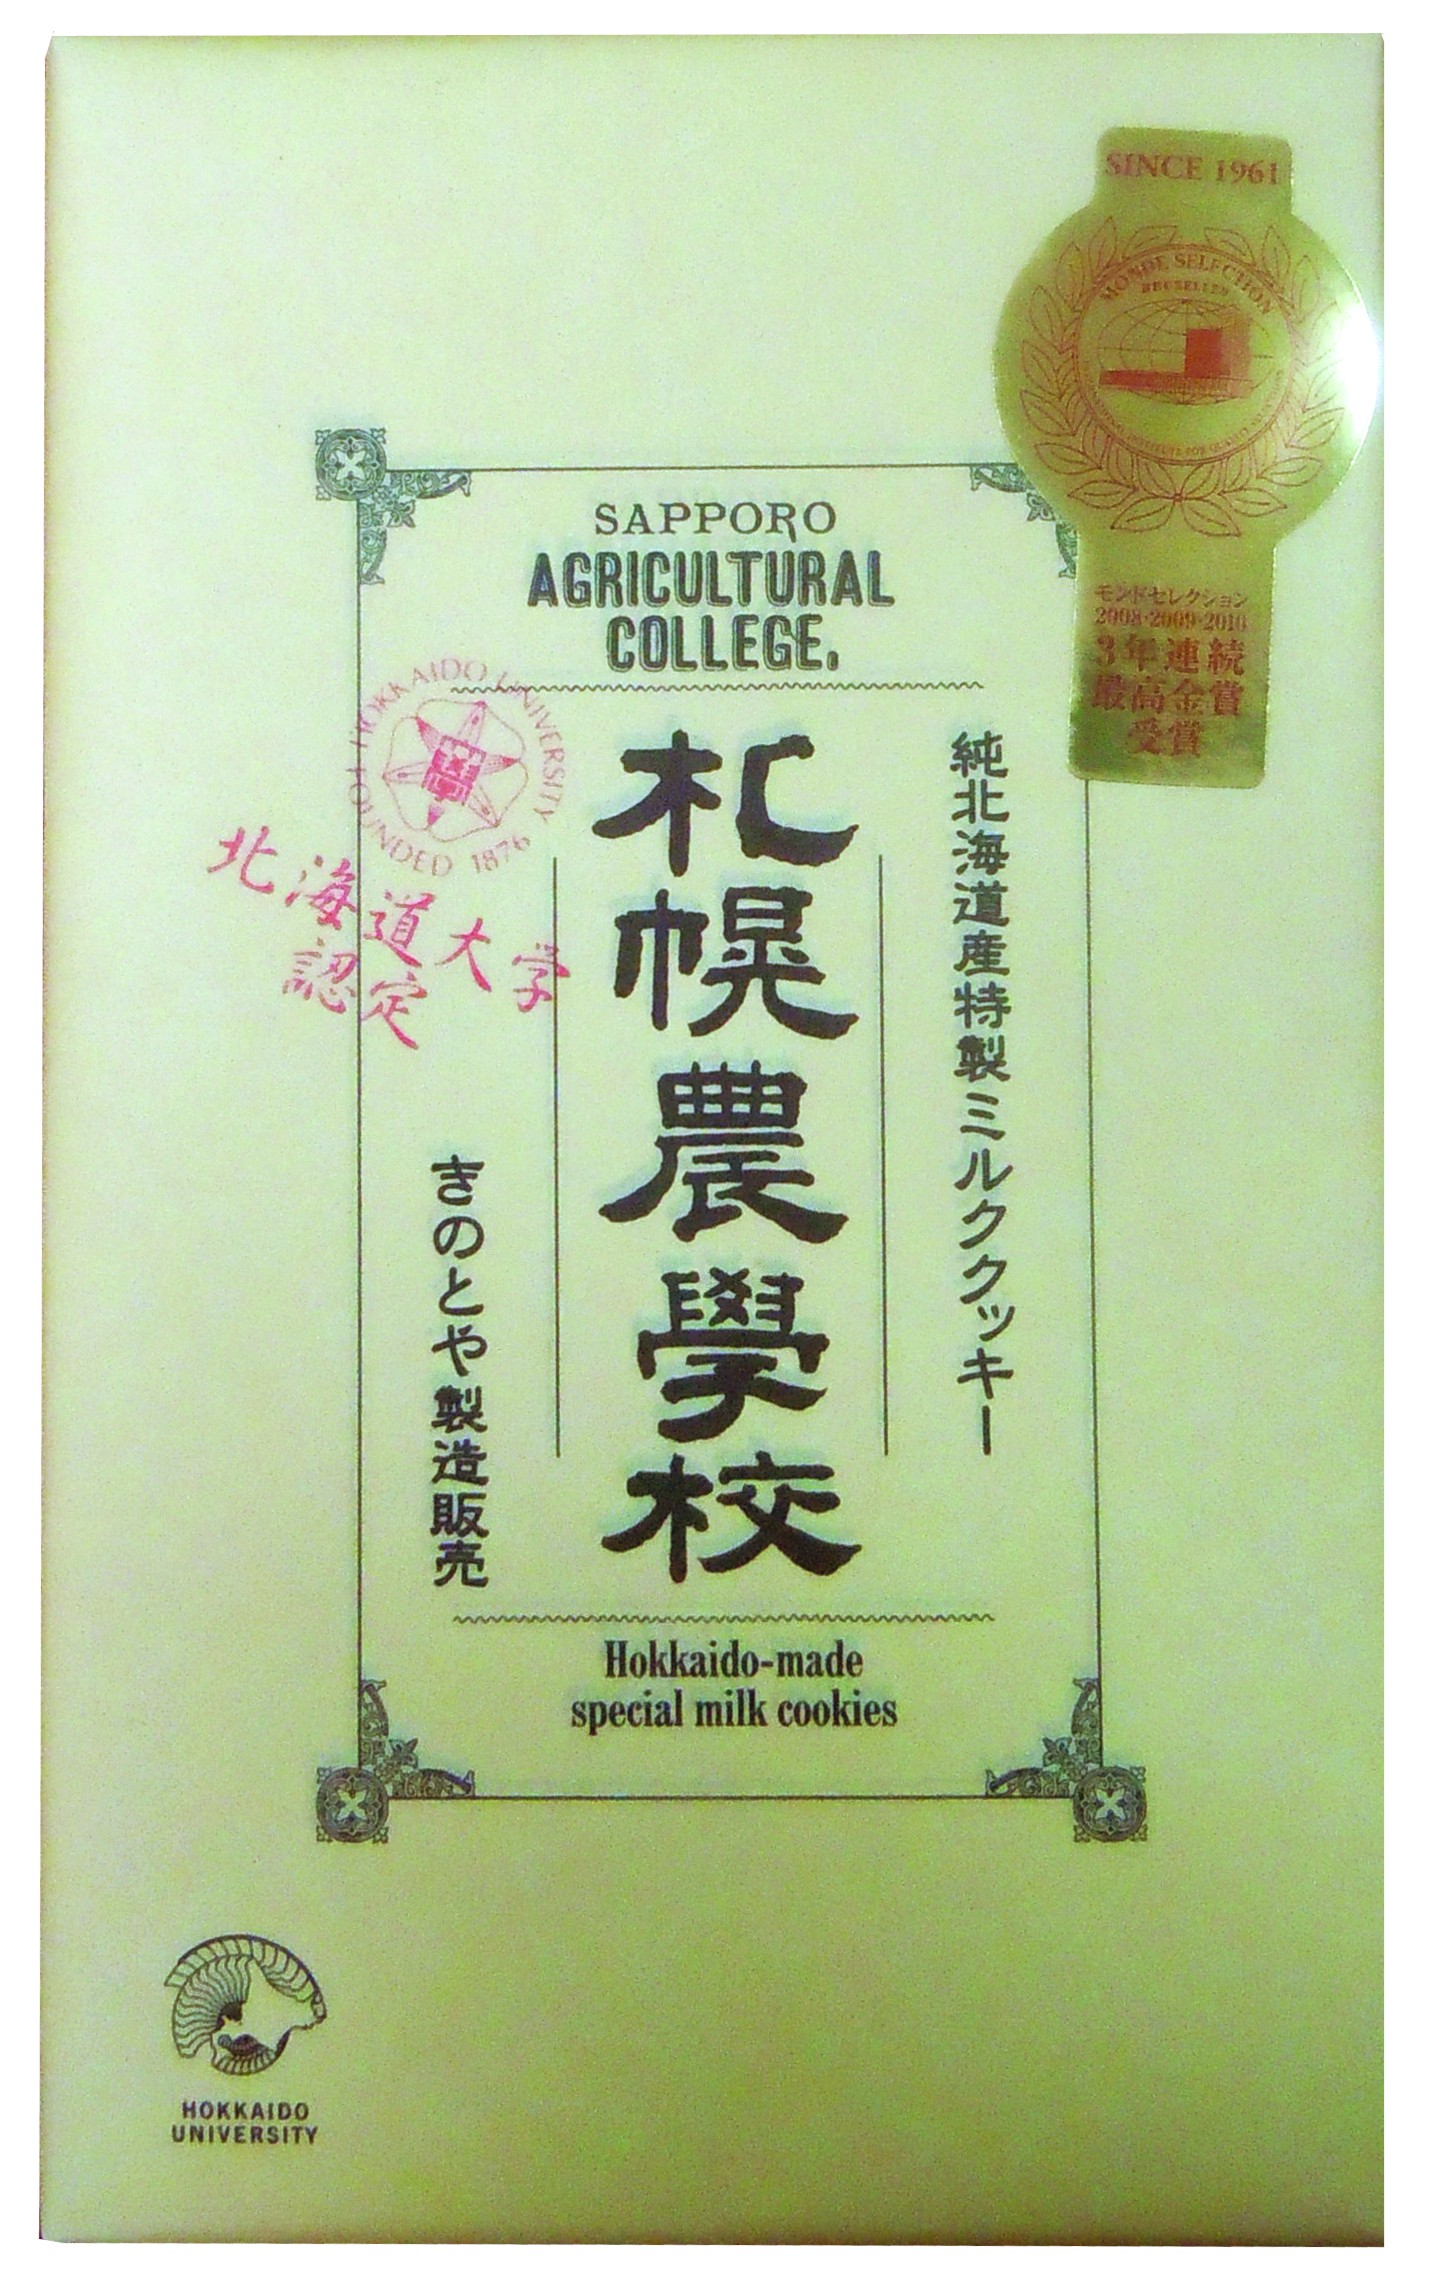 SINCE 1961
MONDE SELECTION
BRUXELLES
モンドセレクション
2008・2009・2010
3年連続
最高金賞
受賞
SAPPORO
AGRICULTURAL
COLLEGE.
純北海道産特製ミルククッキー
札幌農學校
きのとや製造販売
HOKKAIDO UNIVERSITY
FOUNDED 1876
北海道大学
認定
Hokkaido-made
special milk cookies
HOKKAIDO
UNIVERSITY